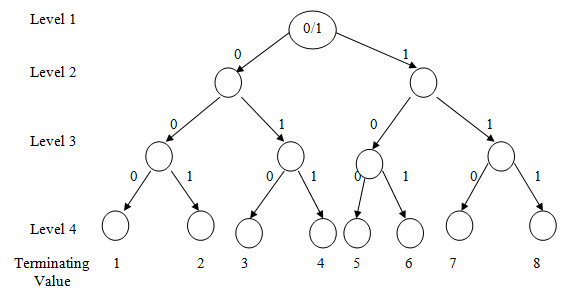 Level 1
0/1
0 1
Level 2
0 1 0 1
Level 3
0 1 0 1 0 1 0 1
Level 4
Terminating 1 2 3 4 5 6 7 8
Value